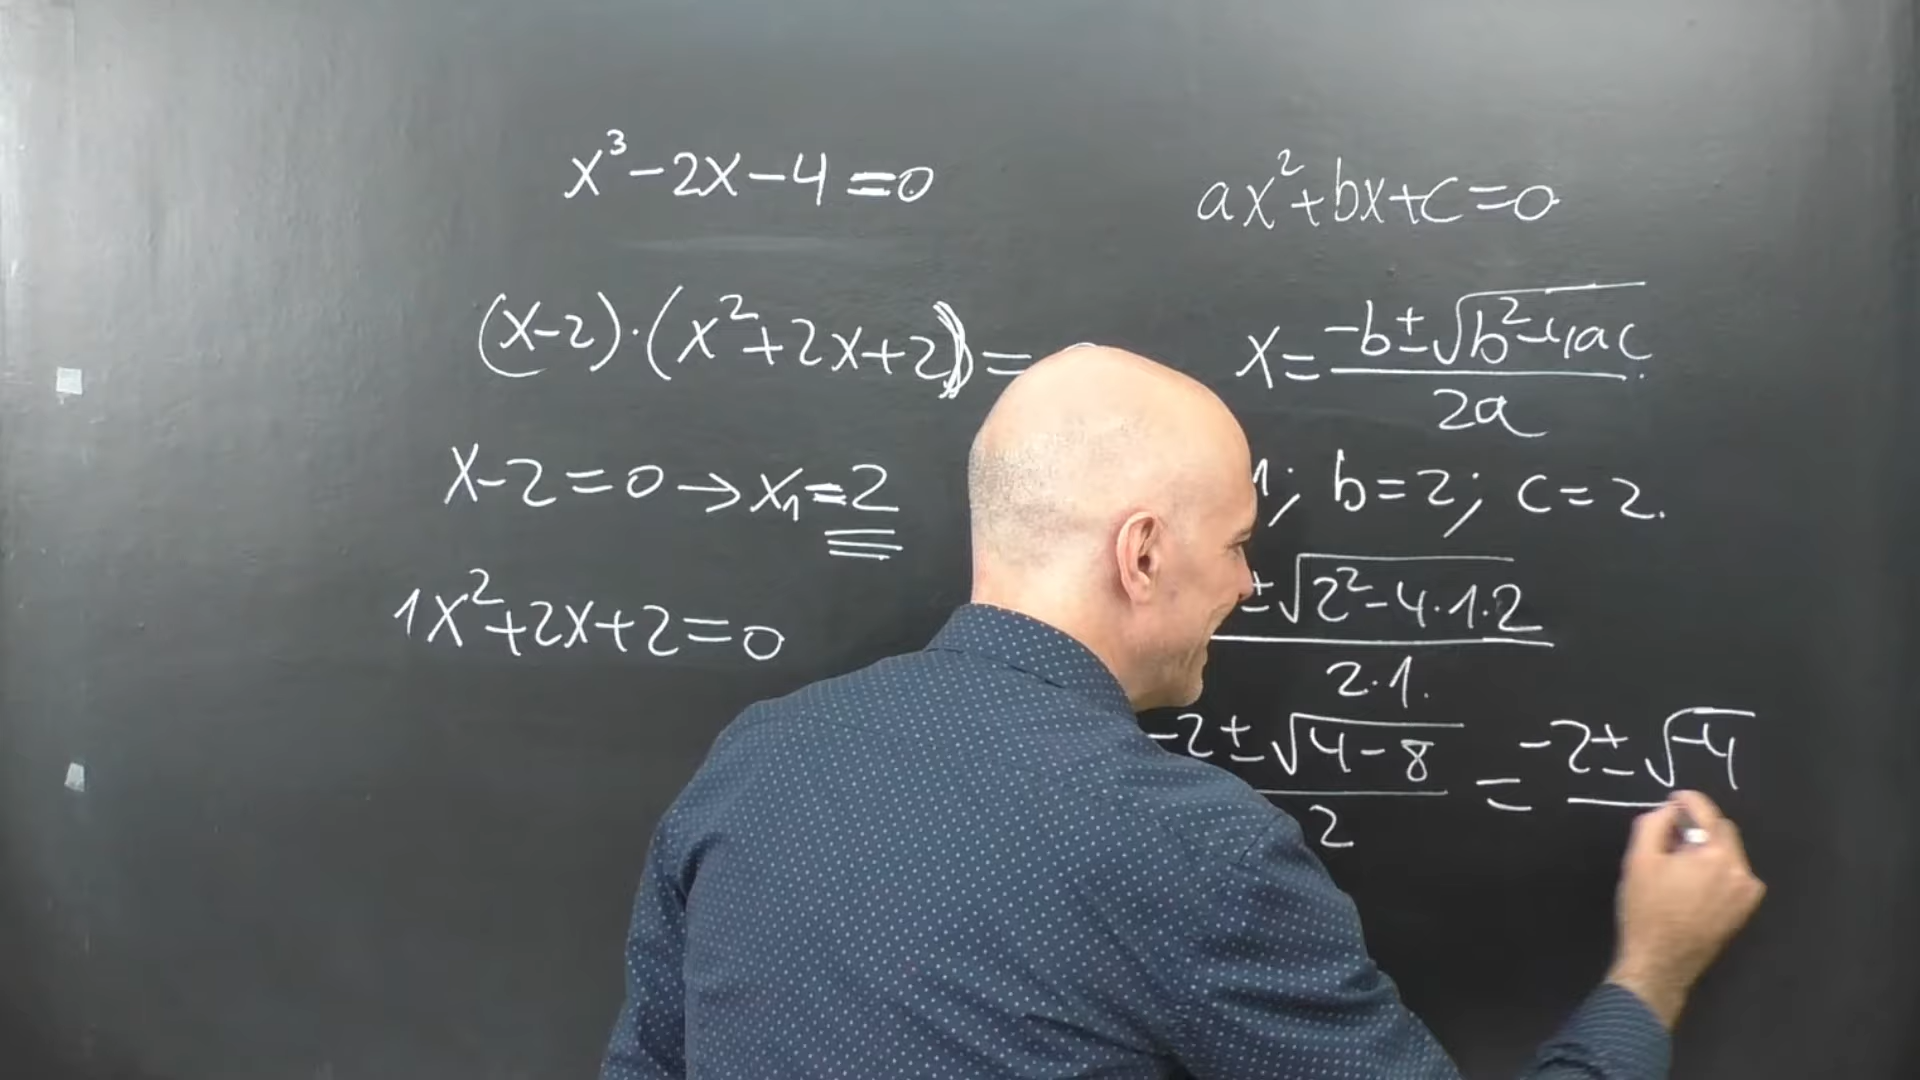 x³-2x-4=0
(x-2)·(x²+2x+2)=
x-2=0→x₁=2
1x²+2x+2=0
ax²+bx+c=0
x=
-b±√b²-4ac
2a
1; b=2; c=2.
±√2²-4·1·2
2·1.
-2±√4-8
2
=
-2±√-4